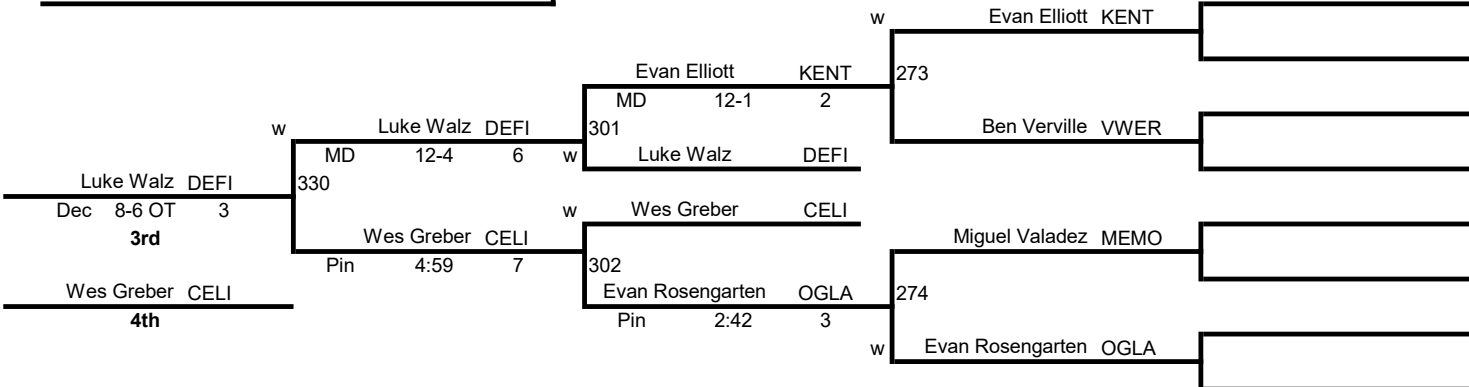 w Evan Elliott KENT
Evan Elliott KENT 273
MD 12-1 2
w Luke Walz DEFI 301 Ben Verville VWER
MD 12-4 6 w Luke Walz DEFI
Luke Walz DEFI 330
Dec 8-6 OT 3 w Wes Greber CELI
3rd Wes Greber CELI Miguel Valadez MEMO
Pin 4:59 7 302
Wes Greber CELI Evan Rosengarten OGLA 274
4th Pin 2:42 3
w Evan Rosengarten OGLA